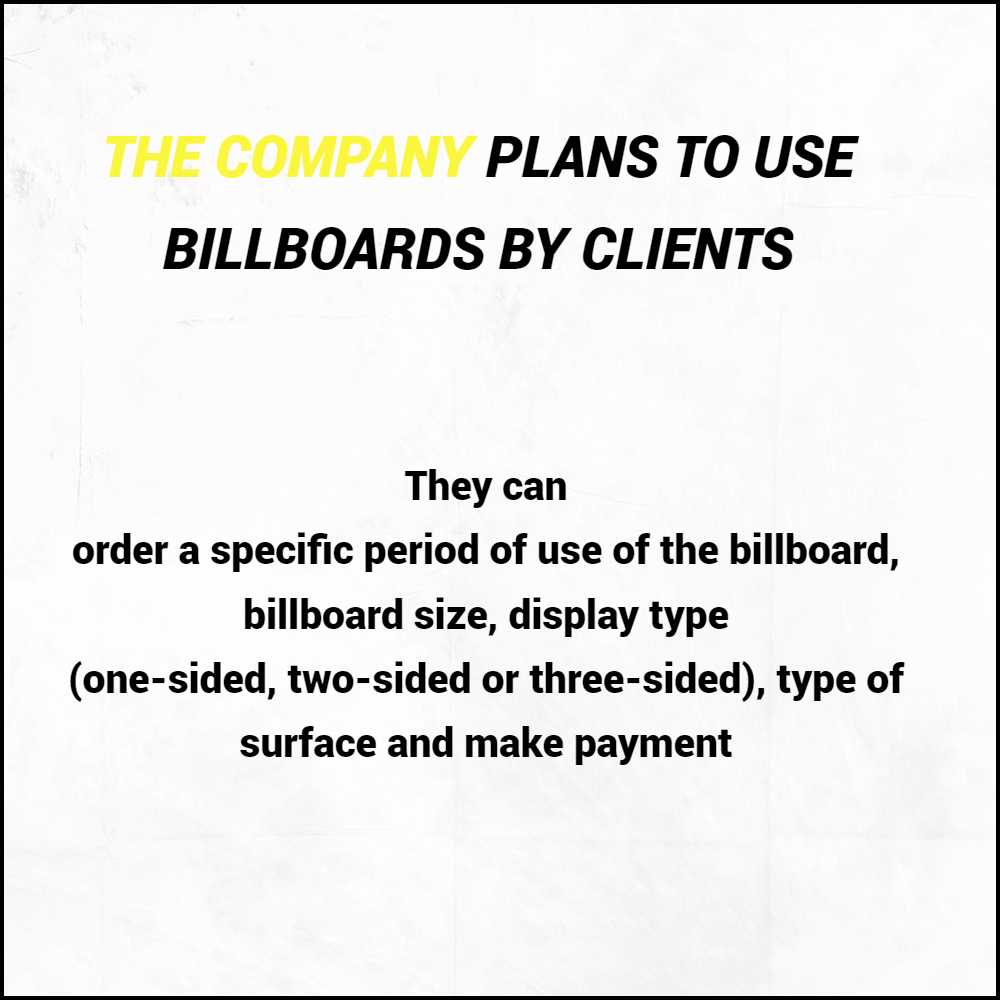 THE COMPANY PLANS TO USE
BILLBOARDS BY CLIENTS
They can
order a specific period of use of the billboard,
billboard size, display type
(one-sided, two-sided or three-sided), type of
surface and make payment